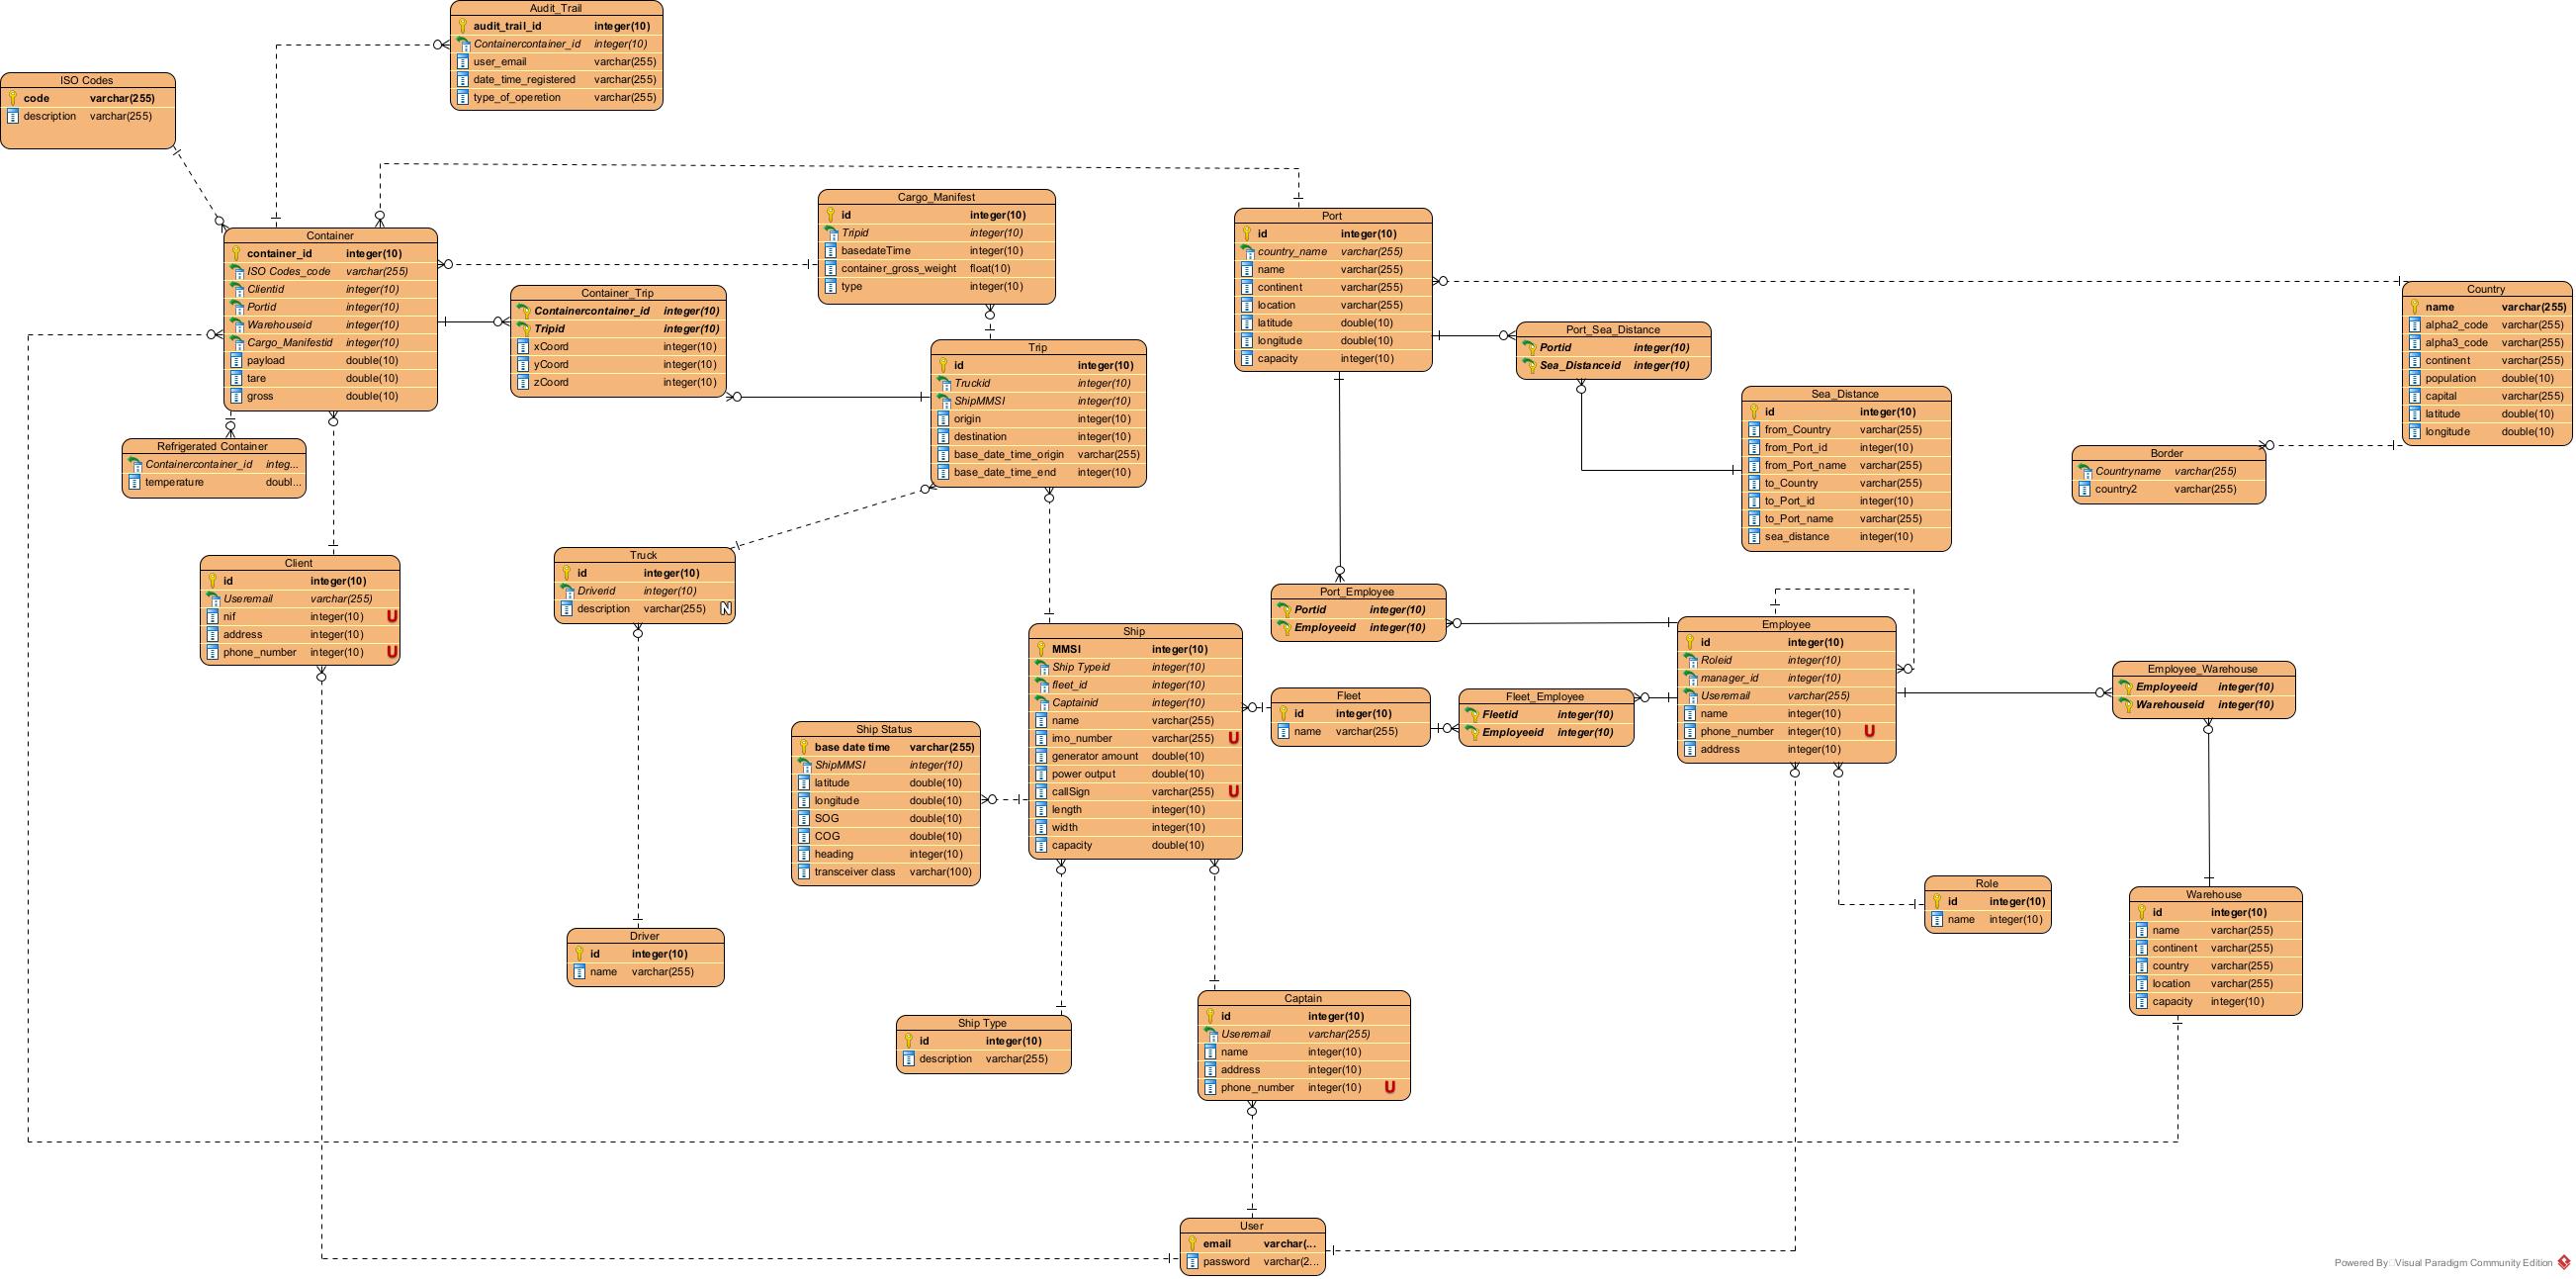 Audit_Trail
audit_trail_id integer(10)
Containercontainer_id integer(10)
user_email varchar(255)
date_time_registered varchar(255)
type_of_operetion varchar(255)
ISO Codes
code varchar(255)
description varchar(255)
Container
container_id integer(10)
ISO Codes_code varchar(255)
Clientid integer(10)
Portid integer(10)
Warehouseid integer(10)
Cargo_Manifestid integer(10)
payload double(10)
tare double(10)
gross double(10)
Cargo_Manifest
id integer(10)
Tripid integer(10)
basedateTime integer(10)
container_gross_weight float(10)
type integer(10)
Container_Trip
Containercontainer_id integer(10)
Tripid integer(10)
xCoord integer(10)
yCoord integer(10)
zCoord integer(10)
Port
id integer(10)
country_name varchar(255)
name varchar(255)
continent varchar(255)
location varchar(255)
latitude double(10)
longitude double(10)
capacity integer(10)
Country
name varchar(255)
alpha2_code varchar(255)
alpha3_code varchar(255)
continent varchar(255)
population double(10)
capital varchar(255)
latitude double(10)
longitude double(10)
Port_Sea_Distance
Portid integer(10)
Sea_Distanceid integer(10)
Trip
id integer(10)
Truckid integer(10)
ShipMMSI integer(10)
origin integer(10)
destination integer(10)
base_date_time_origin varchar(255)
base_date_time_end integer(10)
Sea_Distance
id integer(10)
from_Country varchar(255)
from_Port_id integer(10)
from_Port_name varchar(255)
to_Country varchar(255)
to_Port_id integer(10)
to_Port_name varchar(255)
sea_distance integer(10)
Border
Countryname varchar(255)
country2 varchar(255)
Refrigerated Container
Containercontainer_id integ...
temperature doubl...
Client
id integer(10)
Useremail varchar(255)
nif integer(10) U
address integer(10)
phone_number integer(10) U
Truck
id integer(10)
Driverid integer(10)
description varchar(255) N
Port_Employee
Portid integer(10)
Employeeid integer(10)
Employee
id integer(10)
Roleid integer(10)
manager_id integer(10)
Useremail varchar(255)
name integer(10)
phone_number integer(10) U
address integer(10)
Ship
MMSI integer(10)
Ship Typeid integer(10)
fleet_id integer(10)
Captainid integer(10)
name varchar(255)
imo_number varchar(255) U
generator amount double(10)
power output double(10)
callSign varchar(255) U
length integer(10)
width integer(10)
capacity double(10)
Fleet
id integer(10)
name varchar(255)
Fleet_Employee
Fleetid integer(10)
Employeeid integer(10)
Employee_Warehouse
Employeeid integer(10)
Warehouseid integer(10)
Ship Status
base date time varchar(255)
ShipMMSI integer(10)
latitude double(10)
longitude double(10)
SOG double(10)
COG double(10)
heading integer(10)
transceiver class varchar(100)
Role
id integer(10)
name integer(10)
Warehouse
id integer(10)
name varchar(255)
continent varchar(255)
country varchar(255)
location varchar(255)
capacity integer(10)
Driver
id integer(10)
name varchar(255)
Ship Type
id integer(10)
description varchar(255)
Captain
id integer(10)
Useremail varchar(255)
name integer(10)
address integer(10)
phone_number integer(10) U
User
email varchar(...
password varchar(2...
Powered By Visual Paradigm Community Edition